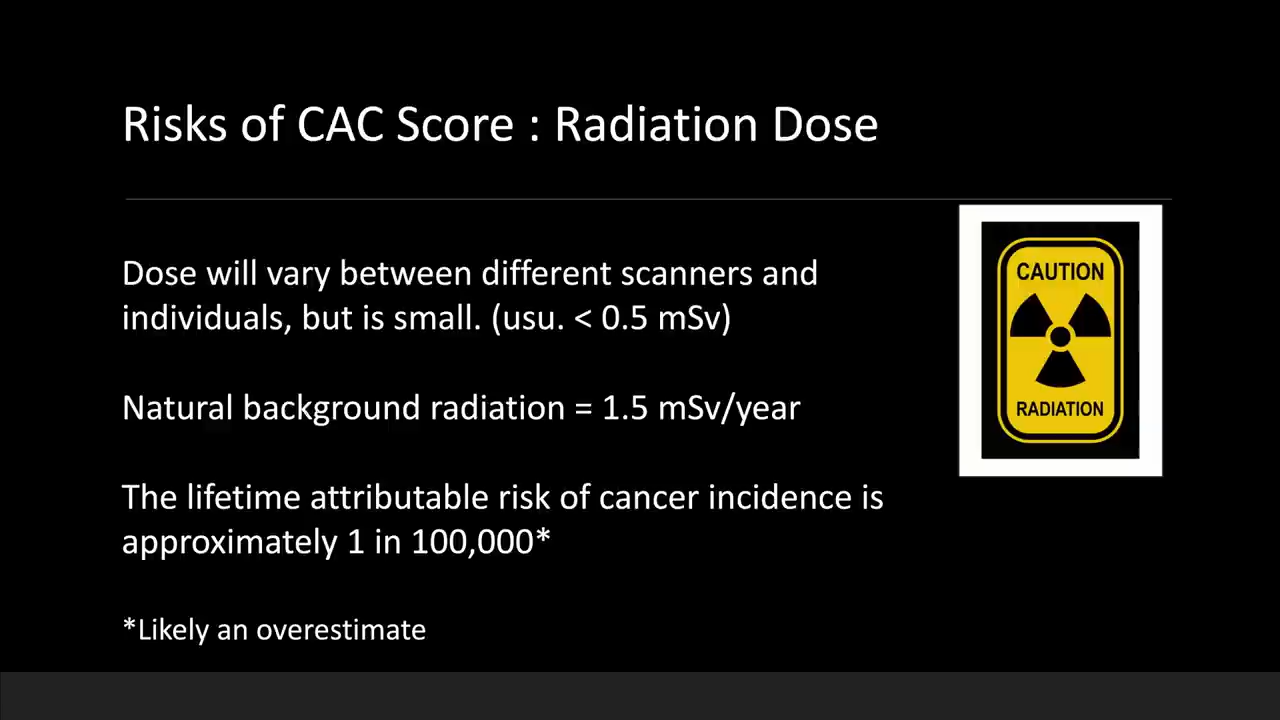 Risks of CAC Score : Radiation Dose
Dose will vary between different scanners and
individuals, but is small. (usu. < 0.5 mSv)
Natural background radiation = 1.5 mSv/year
The lifetime attributable risk of cancer incidence is
approximately 1 in 100,000*
*Likely an overestimate
CAUTION
RADIATION